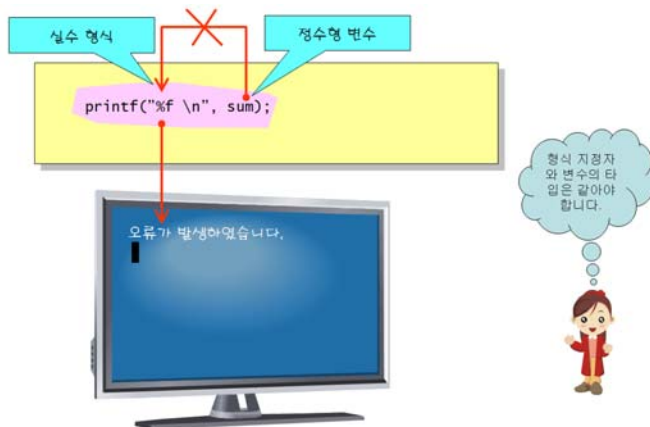 실수 형식
정수형 변수
printf("%f \n", sum);
형식 지정자
와 변수의 타
입은 같아야
합니다.
오류가 발생하였습니다.